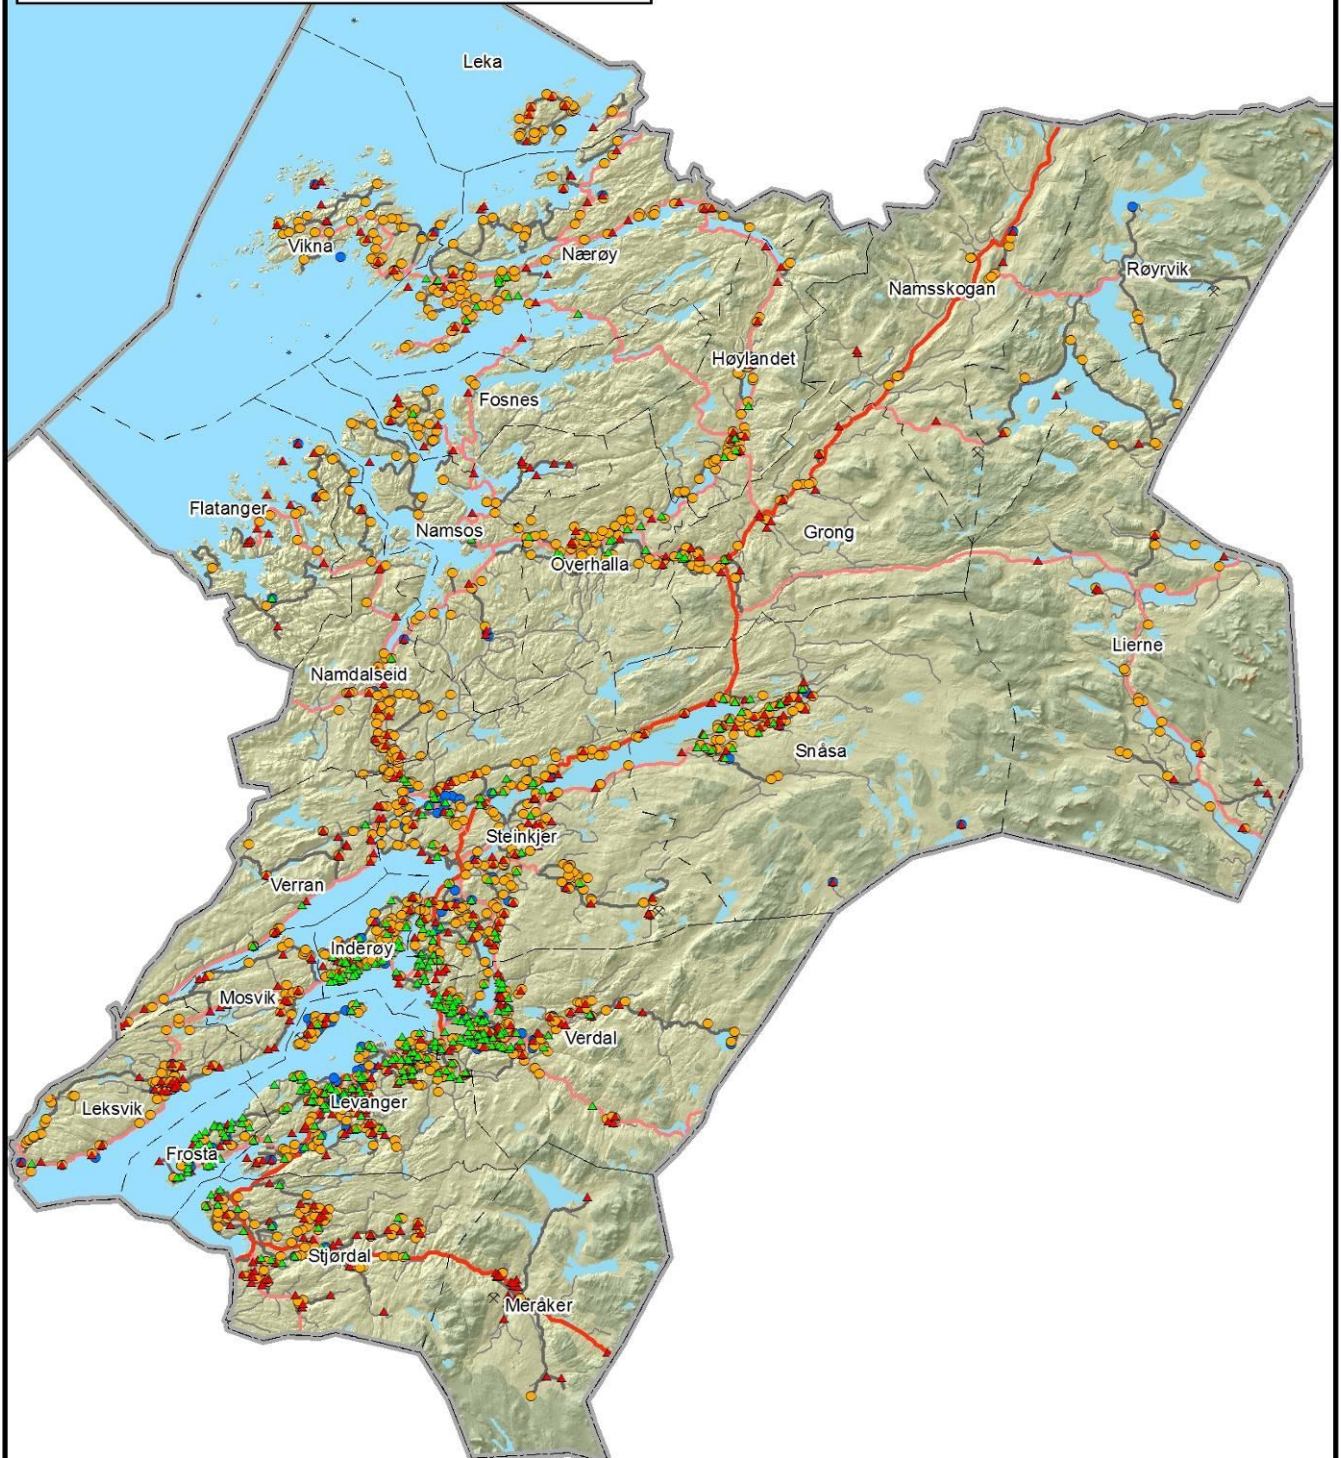 Leka
Vikna
Nærøy
Røyrvik
Namsskogan
Høylandet
Fosnes
Flatanger
Namsos
Grong
Overhalla
Lierne
Namdalseid
Snåsa
Steinkjer
Verran
Inderøy
Mosvik
Verdal
Leksvik
Levanger
Frosta
Stjørdal
Meråker